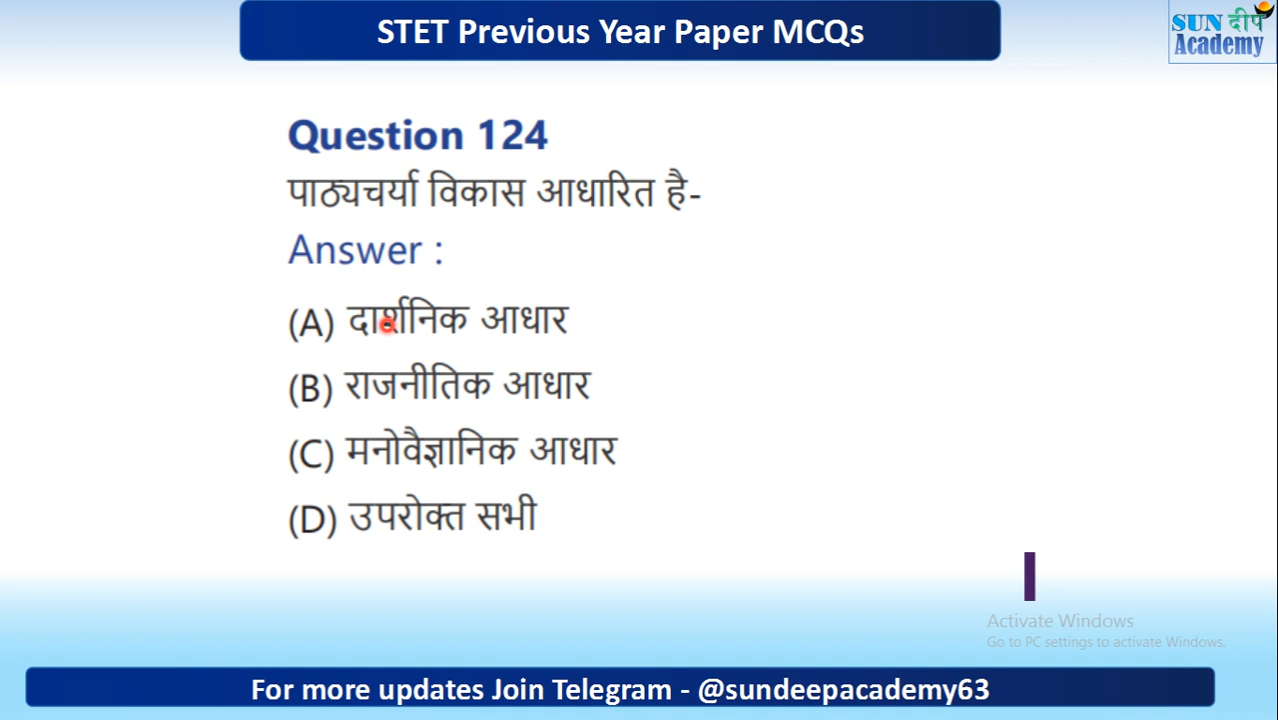 STET Previous Year Paper MCQs
SUN दीप
Academy
Question 124
पाठ्यचर्या विकास आधारित है-
Answer :
(A) दार्शनिक आधार
(B) राजनीतिक आधार
(C) मनोवैज्ञानिक आधार
(D) उपरोक्त सभी
Activate Windows
Go to PC settings to activate Windows.
For more updates Join Telegram - @sundeepacademy63